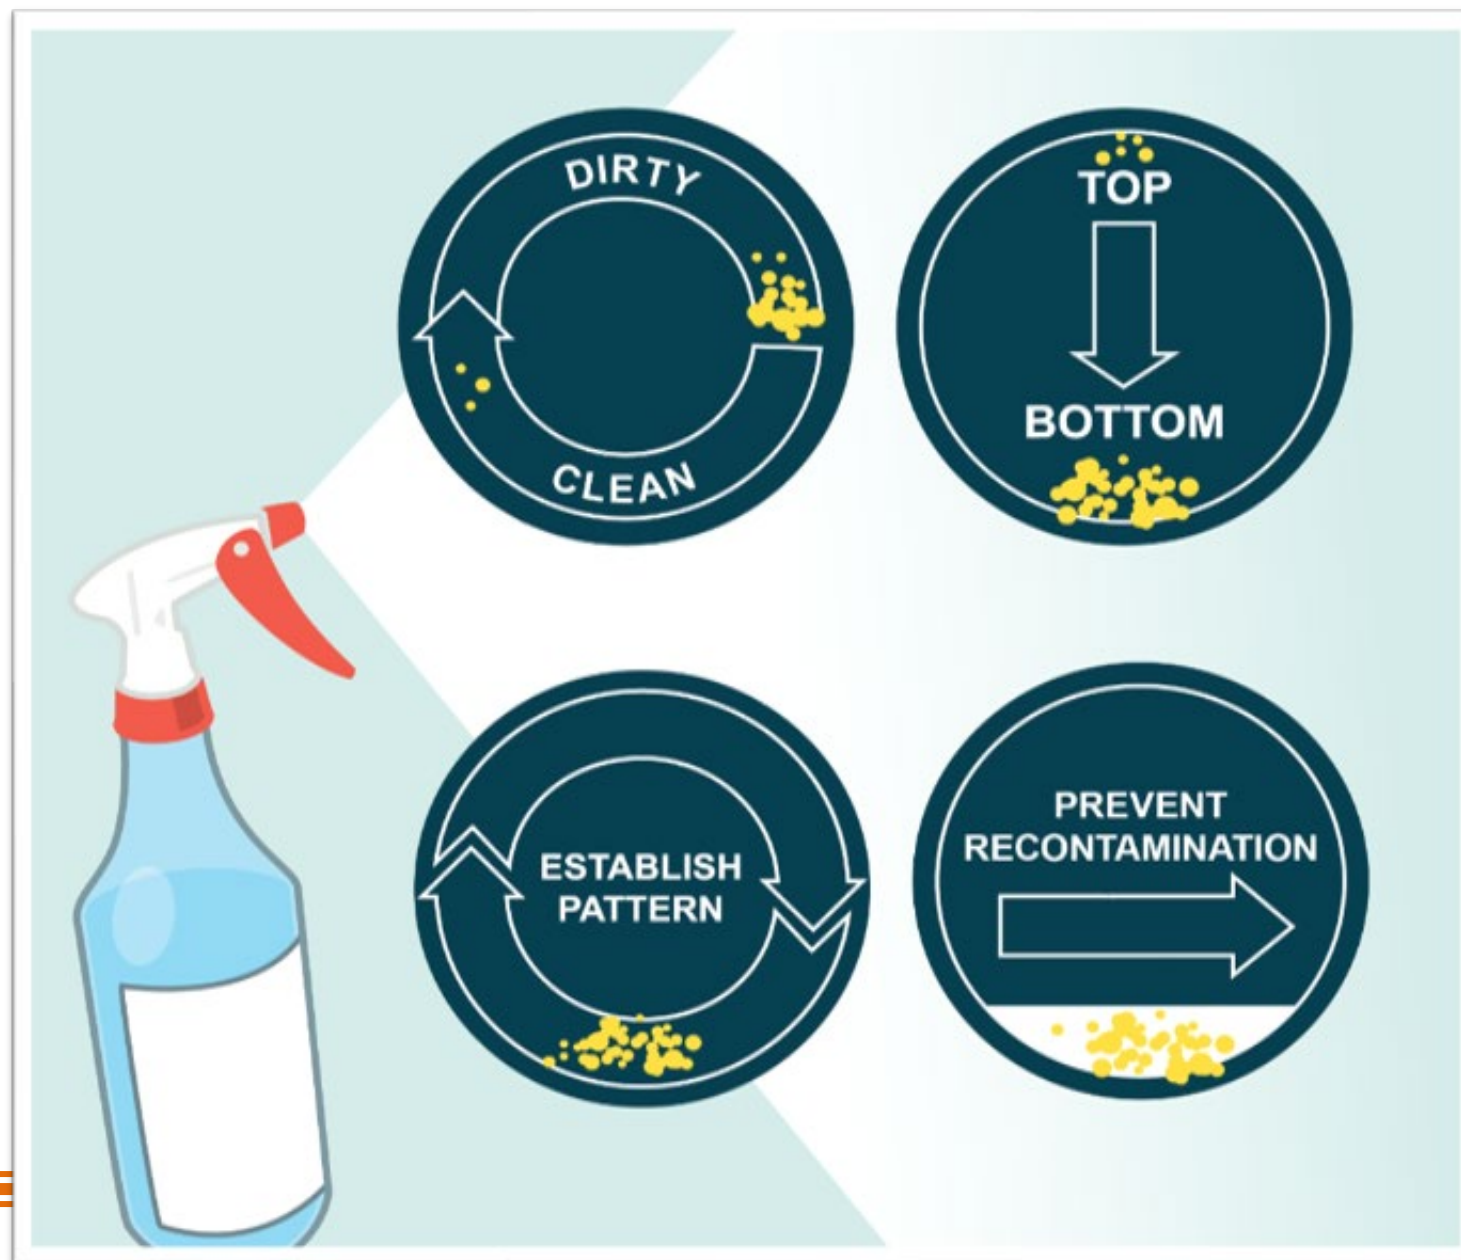 DIRTY
CLEAN
TOP
BOTTOM
ESTABLISH
PATTERN
PREVENT
RECONTAMINATION